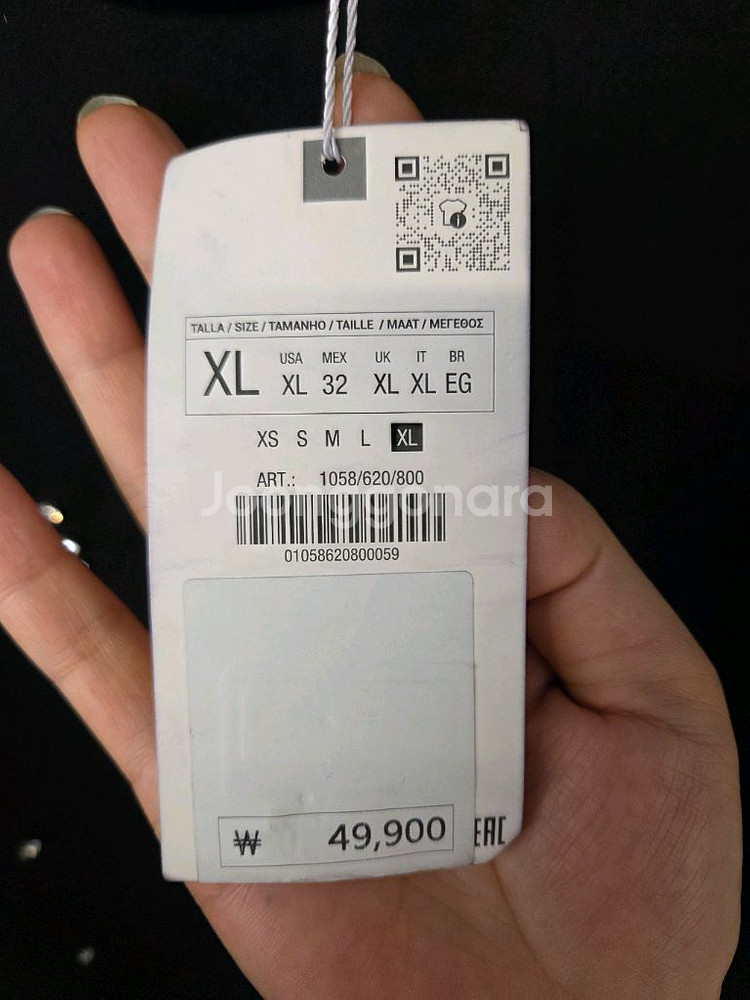 TALLA / SIZE / TAMANHO / TAILLE / MAAT / ΜΕΓΕΘΟΣ
XL
USA MEX UK IT BR
XL 32 XL XL EG
XS S M L XL
ART.: 1058/620/800
Joonggonara
01058620800059
₩ 49,900
EAC